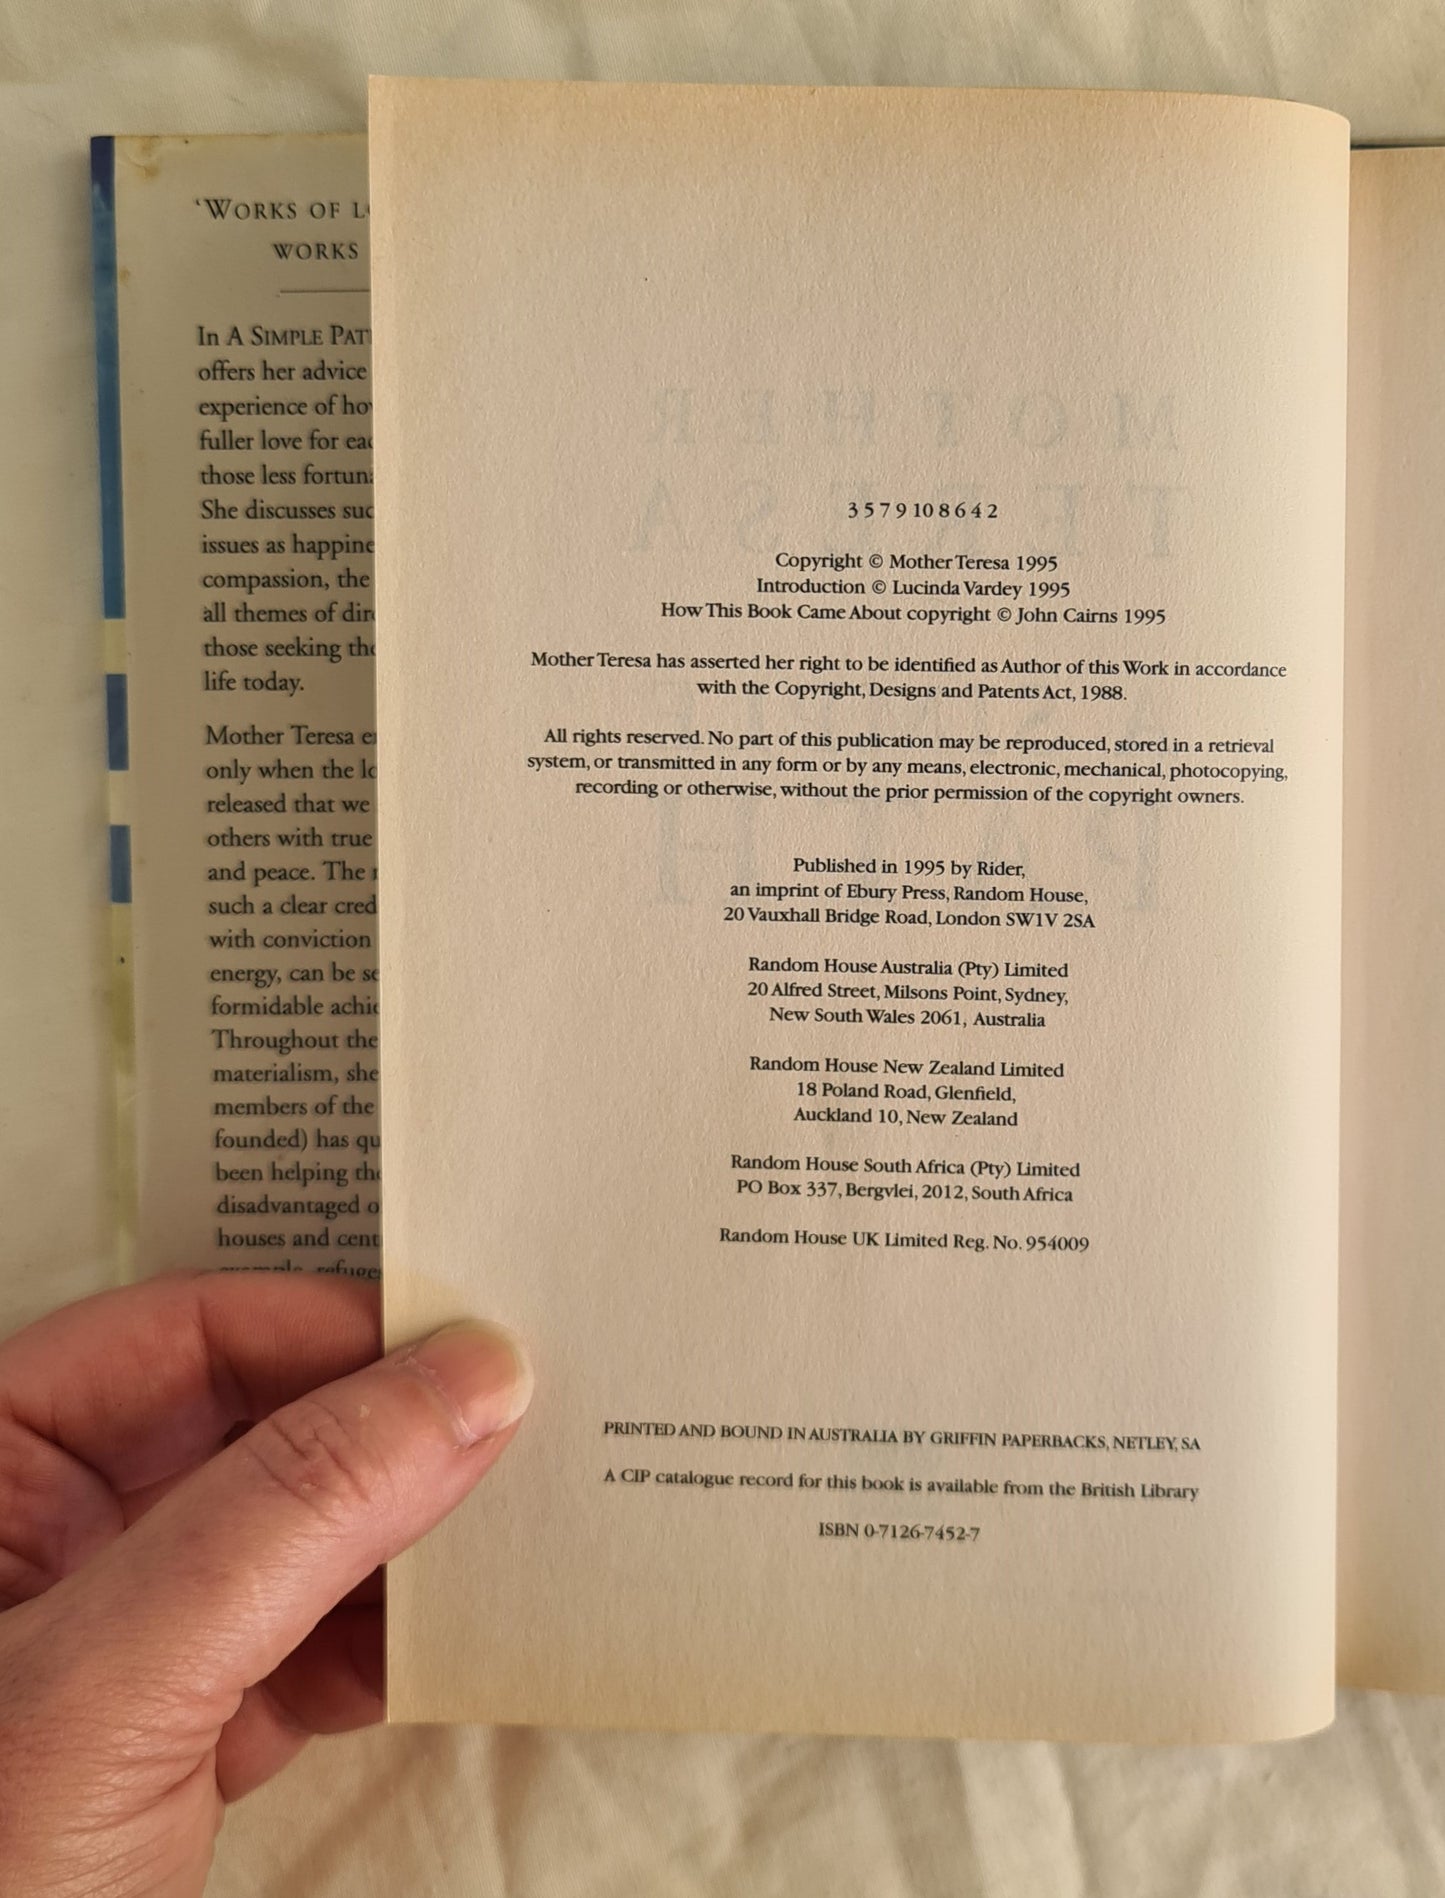 'WORKS OF
WORKS
In A SIMPLE
offers her advice
experience of
fuller love for
those less
She discusses
issues as
compassion, the
all themes of
those seeking
life today.
Mother Teresa
only when the
released that we
others with true
and peace. The
such a clear
with conviction
energy, can be
formidable
Throughout the
materialism, she
members of the
founded) has
been helping
disadvantaged
houses and
3 5 7 9 10 8 6 4 2
Copyright © Mother Teresa 1995
Introduction © Lucinda Vardey 1995
How This Book Came About copyright © John Cairns 1995
Mother Teresa has asserted her right to be identified as Author of this Work in accordance
with the Copyright, Designs and Patents Act, 1988.
All rights reserved. No part of this publication may be reproduced, stored in a retrieval
system, or transmitted in any form or by any means, electronic, mechanical, photocopying,
recording or otherwise, without the prior permission of the copyright owners.
Published in 1995 by Rider,
an imprint of Ebury Press, Random House,
20 Vauxhall Bridge Road, London SW1V 2SA
Random House Australia (Pty) Limited
20 Alfred Street, Milsons Point, Sydney,
New South Wales 2061, Australia
Random House New Zealand Limited
18 Poland Road, Glenfield,
Auckland 10, New Zealand
Random House South Africa (Pty) Limited
PO Box 337, Bergvlei, 2012, South Africa
Random House UK Limited Reg. No. 954009
PRINTED AND BOUND IN AUSTRALIA BY GRIFFIN PAPERBACKS, NETLEY, SA
A CIP catalogue record for this book is available from the British Library
ISBN 0-7126-7452-7